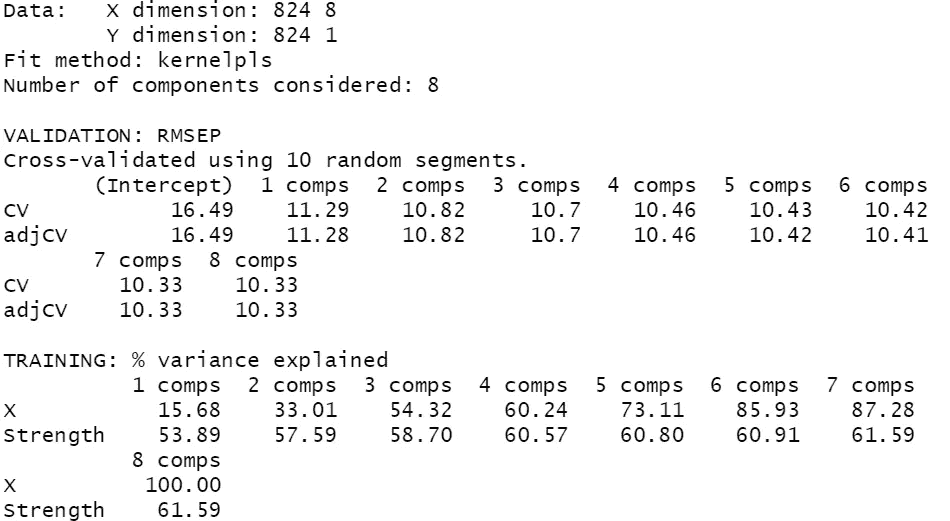 Data:   X dimension: 824 8
        Y dimension: 824 1
Fit method: kernelpls
Number of components considered: 8

VALIDATION: RMSEP
Cross-validated using 10 random segments.
       (Intercept)  1 comps  2 comps  3 comps  4 comps  5 comps  6 comps
CV           16.49    11.29    10.82     10.7    10.46    10.43    10.42
adjCV        16.49    11.28    10.82     10.7    10.46    10.42    10.41
       7 comps  8 comps
CV       10.33    10.33
adjCV    10.33    10.33

TRAINING: % variance explained
          1 comps  2 comps  3 comps  4 comps  5 comps  6 comps  7 comps
X           15.68    33.01    54.32    60.24    73.11    85.93    87.28
Strength    53.89    57.59    58.70    60.57    60.80    60.91    61.59
          8 comps
X          100.00
Strength    61.59